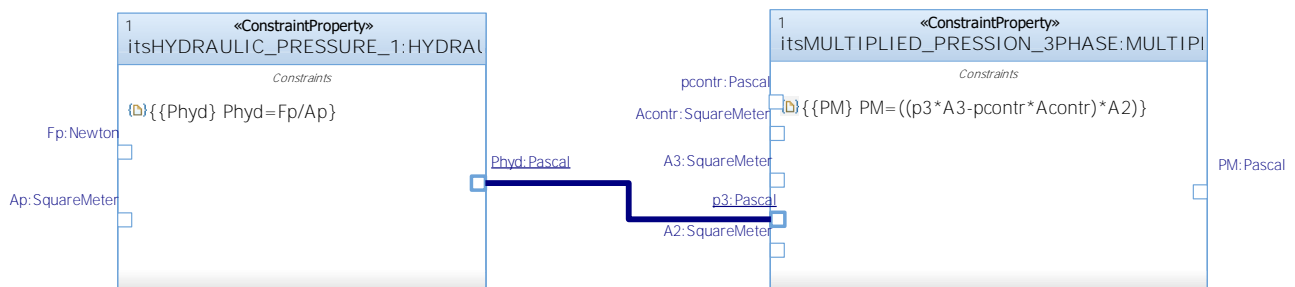 1
«ConstraintProperty»
itsHYDRAULIC_PRESSURE_1:HYDRAU
Constraints
{{Phyd} Phyd=Fp/Ap}
Fp:Newton
Ap:SquareMeter
Phyd:Pascal
1
«ConstraintProperty»
itsMULTIPLIED_PRESSION_3PHASE:MULTIPI
Constraints
{{PM} PM=((p3*A3-pcontr*Acontr)*A2)}
pcontr:Pascal
Acontr:SquareMeter
A3:SquareMeter
p3:Pascal
A2:SquareMeter
PM:Pascal